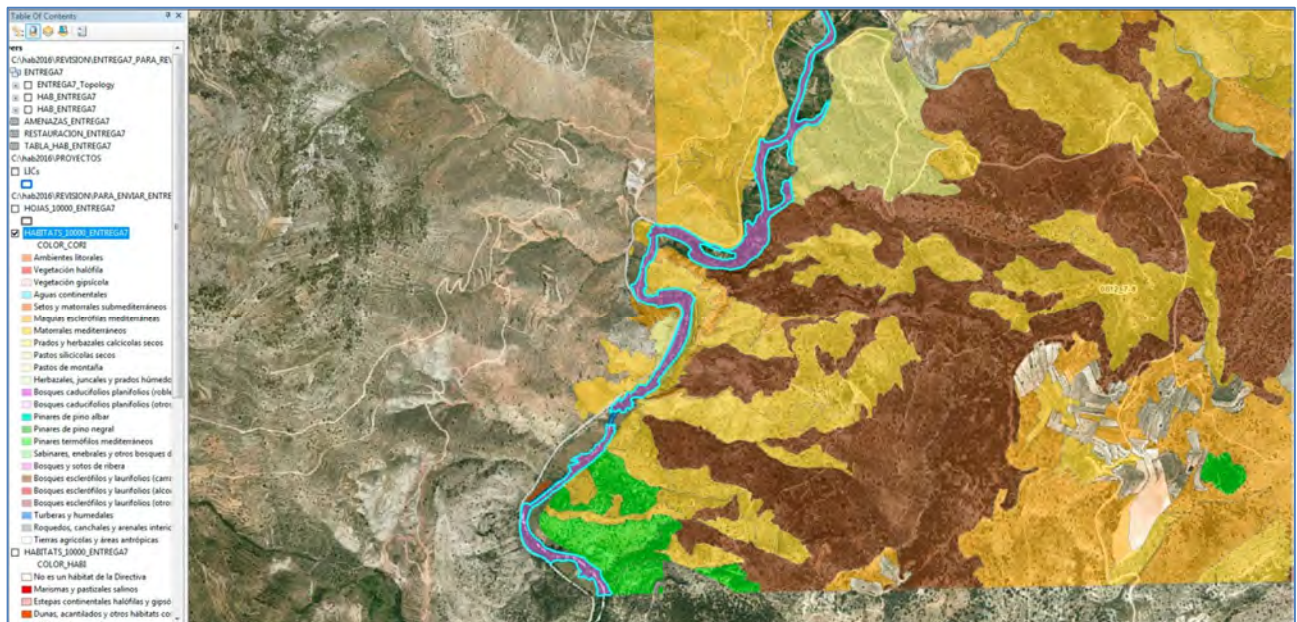 Table Of Contents
vers
C:\hab2016\REVISION\ENTREGA7_PARA_RE
ENTREGA7
ENTREGA7_Topology
HAB_ENTREGA7
HAB_ENTREGA7
AMENAZAS_ENTREGA7
RESTAURACION_ENTREGA7
TABLA_HAB_ENTREGA7
C:\hab2016\PROYECTOS
LICs
C:\hab2016\REVISION\PARA_ENVIAR_ENTRE
HOJAS_10000_ENTREGA7
HABITATS_10000_ENTREGA7
COLOR_CORI
Ambientes litorales
Vegetación halófila
Vegetación gipsícola
Aguas continentales
Setos y matorrales submediterráneos
Maquias esclerófilas mediterráneas
Matorrales mediterráneos
Prados y herbazales calcícolas secos
Pastos silicícolas secos
Pastos de montaña
Herbazales, juncales y prados húmedo
Bosques caducifolios planifolios (roble
Bosques caducifolios planifolios (otros
Pinares de pino albar
Pinares de pino negral
Pinares termófilos mediterráneos
Sabinares, enebrales y otros bosques d
Bosques y sotos de ribera
Bosques esclerófilos y laurifolios (carra
Bosques esclerófilos y laurifolios (alco
Bosques esclerófilos y laurifolios (otro
Turberas y humedales
Roquedos, canchales y arenales interio
Tierras agrícolas y áreas antrópicas
HABITATS_10000_ENTREGA7
COLOR_HABI
No es un hábitat de la Directiva
Marismas y pastizales salinos
Estepas continentales halófilas y gipsó
Dunas, acantilados y otros hábitats co